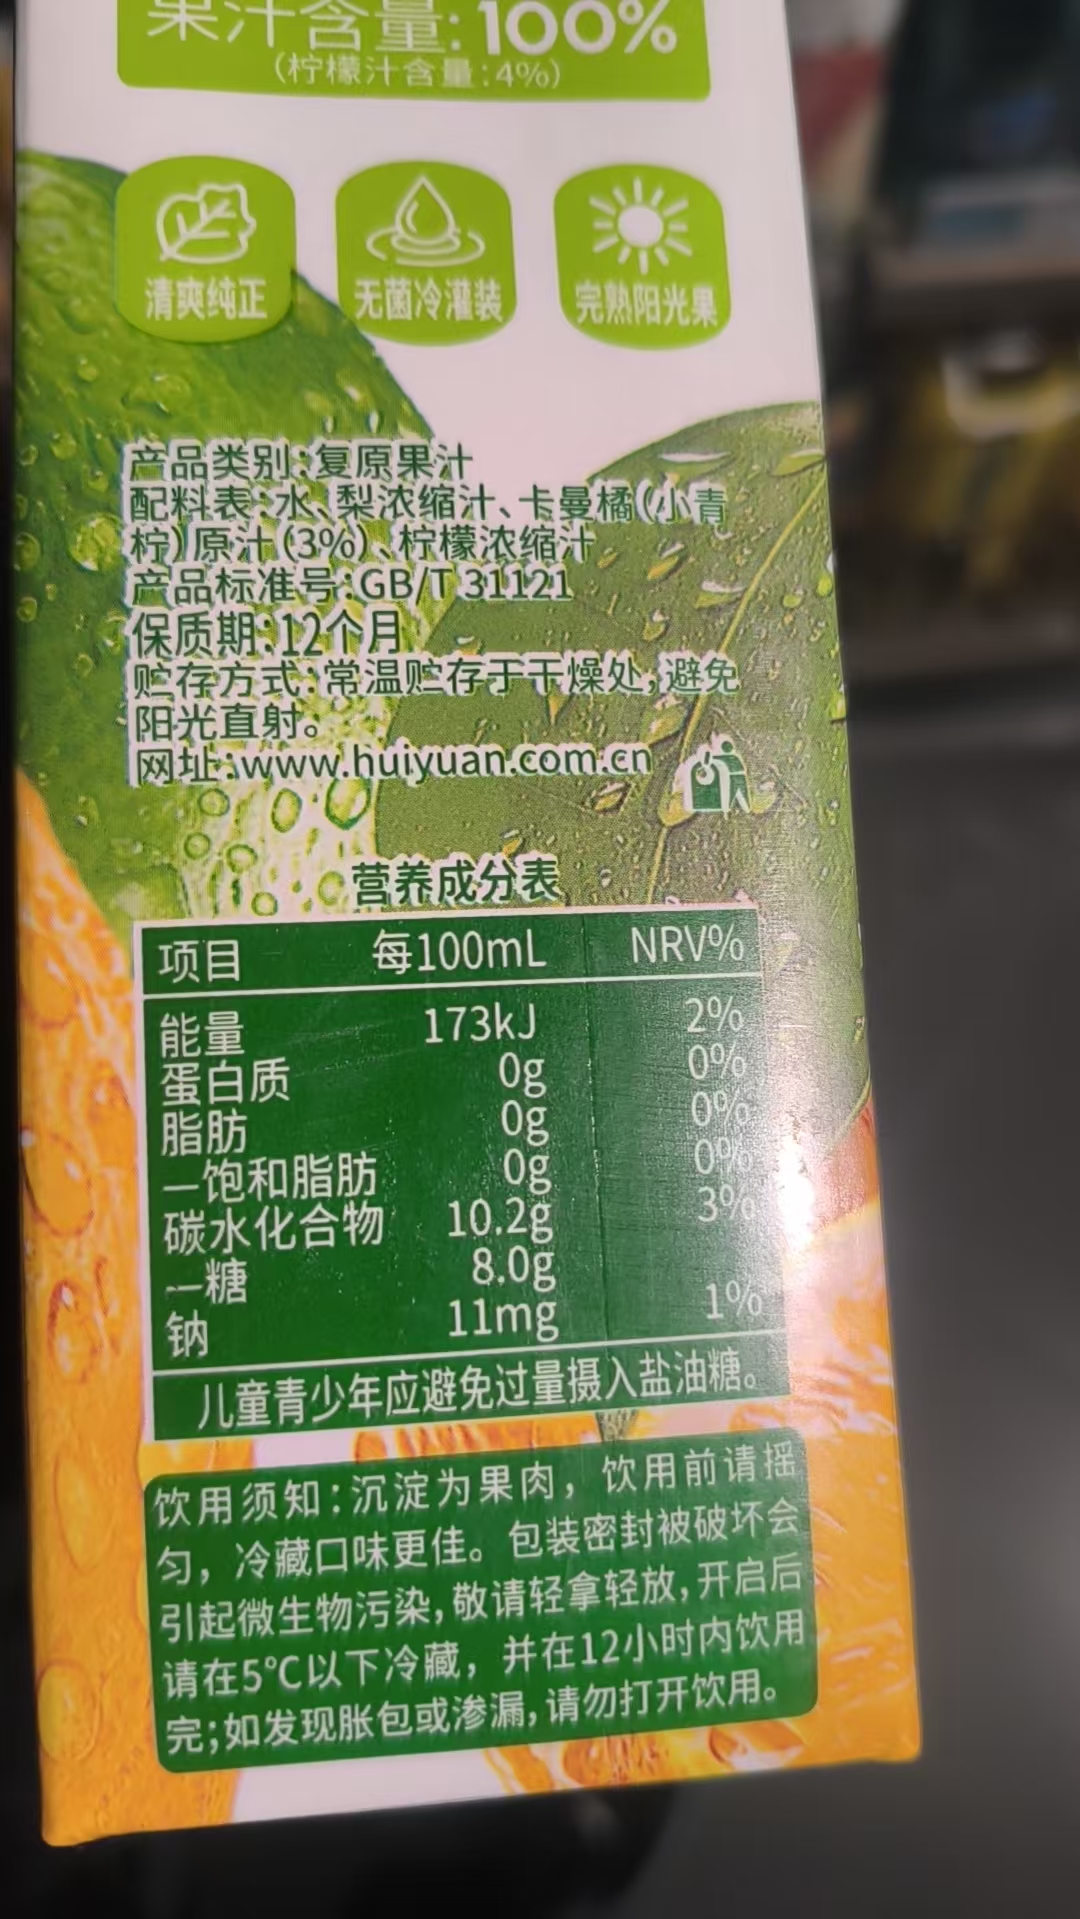 果汁含量:100%
(柠檬汁含量:4%)
清爽纯正
无菌冷灌装
完熟阳光果
产品类别:复原果汁
配料表:水、梨浓缩汁、卡曼橘(小青
柠)原汁(3%)、柠檬浓缩汁
产品标准号:GB/T 31121
保质期:12个月
贮存方式:常温贮存于干燥处,避免
阳光直射。
网址:www.huiyuan.com.cn
营养成分表
项目 每100mL NRV%
能量 173kJ 2%
蛋白质 0g 0%
脂肪 0g 0%
—饱和脂肪 0g 0%
碳水化合物 10.2g 3%
—糖 8.0g
钠 11mg 1%
儿童青少年应避免过量摄入盐油糖。
饮用须知:沉淀为果肉,饮用前请摇
匀,冷藏口味更佳。包装密封被破坏会
引起微生物污染,敬请轻拿轻放,开启后
请在5℃以下冷藏,并在12小时内饮用
完;如发现胀包或渗漏,请勿打开饮用。